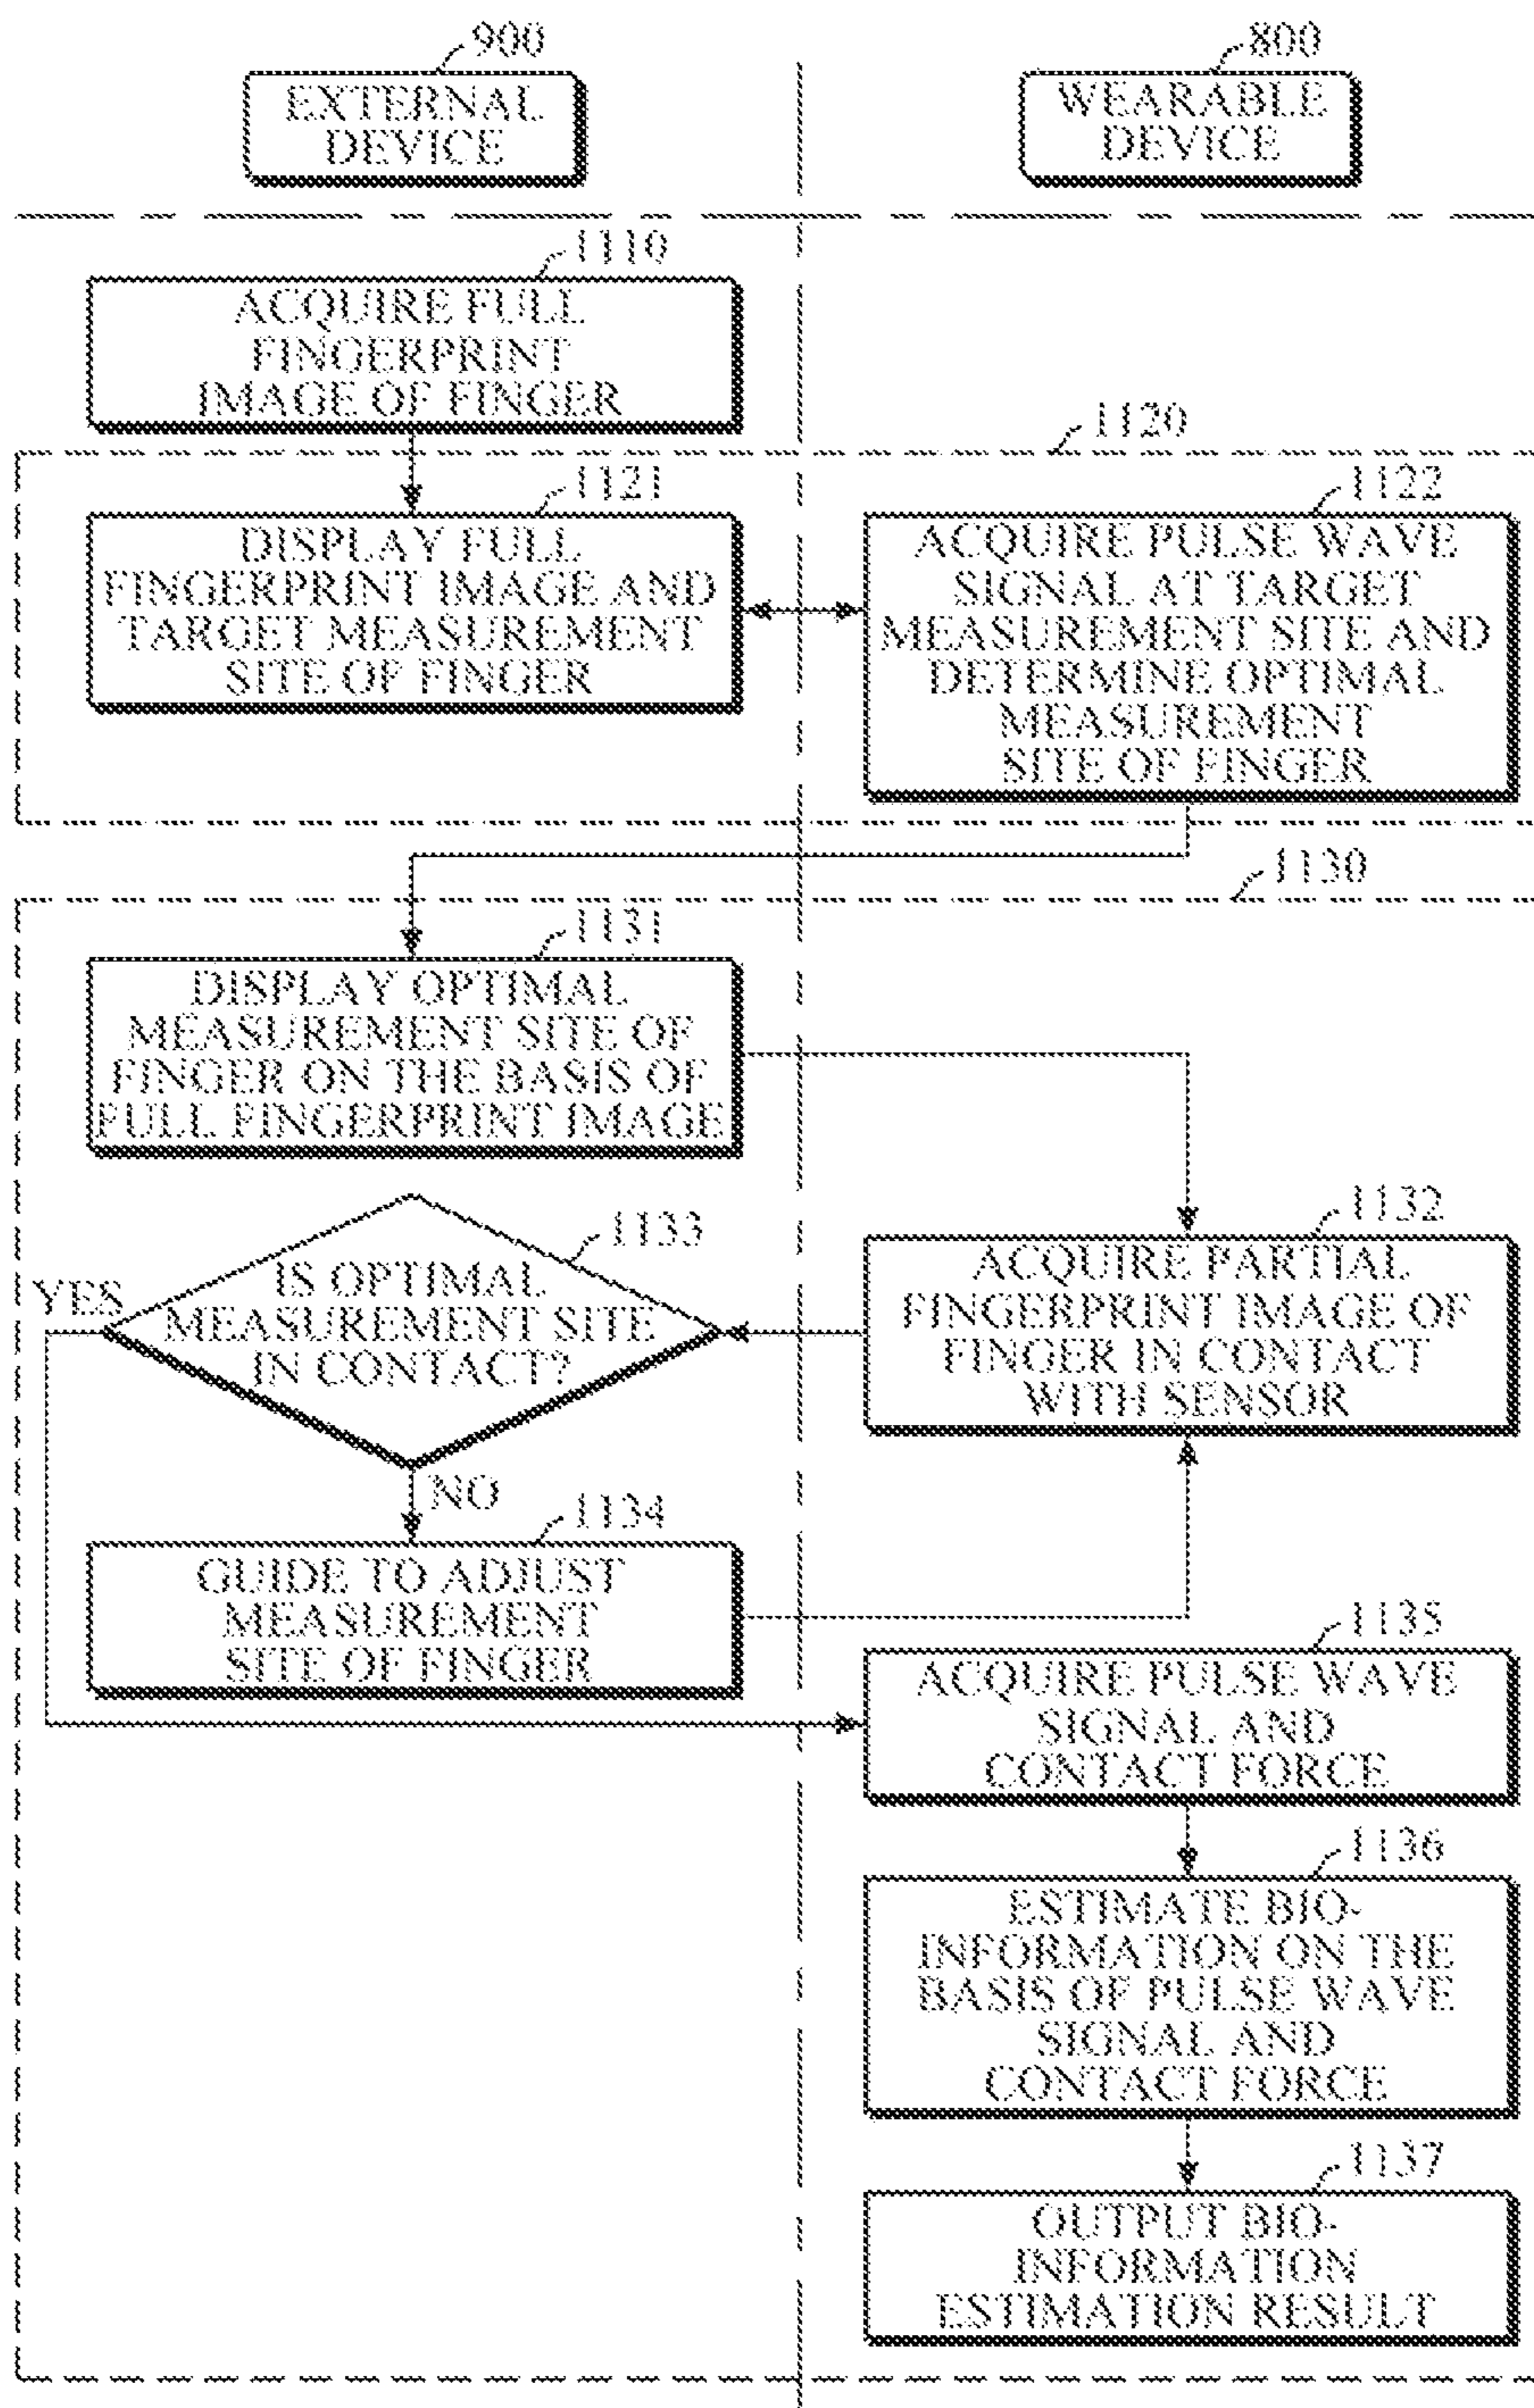 900
EXTERNAL
DEVICE
800
WEARABLE
DEVICE
1110
ACQUIRE FULL
FINGERPRINT
IMAGE OF FINGER
1120
1121
DISPLAY FULL
FINGERPRINT IMAGE AND
TARGET MEASUREMENT
SITE OF FINGER
1122
ACQUIRE PULSE WAVE
SIGNAL AT TARGET
MEASUREMENT SITE AND
DETERMINE OPTIMAL
MEASUREMENT
SITE OF FINGER
1130
1131
DISPLAY OPTIMAL
MEASUREMENT SITE OF
FINGER ON THE BASIS OF
FULL FINGERPRINT IMAGE
1132
ACQUIRE PARTIAL
FINGERPRINT IMAGE OF
FINGER IN CONTACT
WITH SENSOR
1133
IS OPTIMAL
MEASUREMENT SITE
IN CONTACT?
YES
NO
1134
GUIDE TO ADJUST
MEASUREMENT
SITE OF FINGER
1135
ACQUIRE PULSE WAVE
SIGNAL AND
CONTACT FORCE
1136
ESTIMATE BIO-
INFORMATION ON THE
BASIS OF PULSE WAVE
SIGNAL AND
CONTACT FORCE
1137
OUTPUT BIO-
INFORMATION
ESTIMATION RESULT